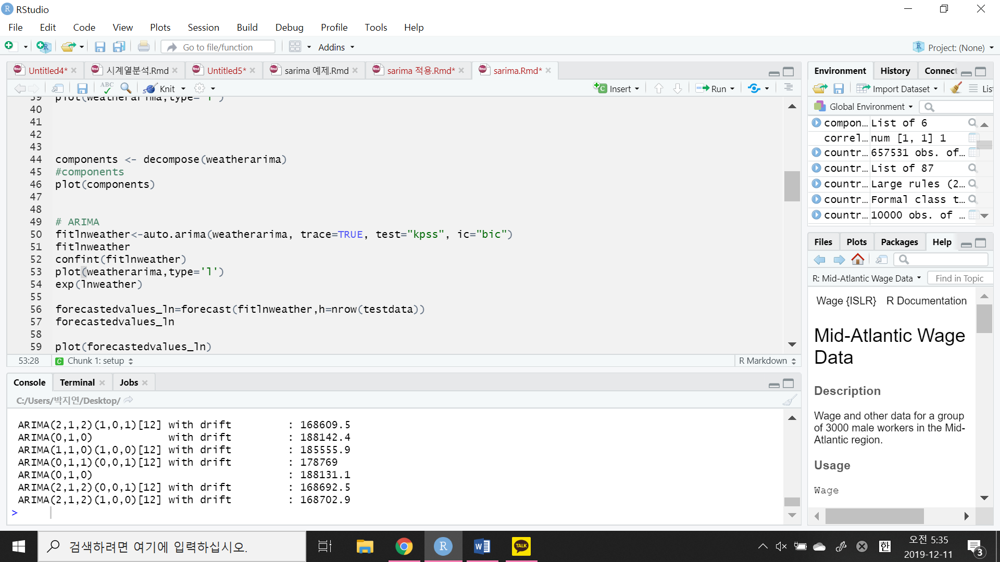 RStudio
File Edit Code View Plots Session Build Debug Profile Tools Help
Go to file/function Addins Project: (None)
Untitled4* 시계열분석.Rmd Untitled5* sarima 예제.Rmd sarima 적용.Rmd* sarima.Rmd*
ABC Knit Insert Run
39 plot(weatherarima,type='l')
40
41
42
43
44 components <- decompose(weatherarima)
45 #components
46 plot(components)
47
48
49 # ARIMA
50 fitlnweather<-auto.arima(weatherarima, trace=TRUE, test="kpss", ic="bic")
51 fitlnweather
52 confint(fitlnweather)
53 plot(weatherarima,type='l')
54 exp(lnweather)
55
56 forecastedvalues_ln=forecast(fitlnweather,h=nrow(testdata))
57 forecastedvalues_ln
58
59 plot(forecastedvalues_ln)
53:28 C Chunk 1: setup R Markdown
Console Terminal Jobs
C:/Users/박지연/Desktop/
ARIMA(2,1,2)(1,0,1)[12] with drift : 168609.5
ARIMA(0,1,0) with drift : 188142.4
ARIMA(1,1,0)(1,0,0)[12] with drift : 185555.9
ARIMA(0,1,1)(0,0,1)[12] with drift : 178769
ARIMA(0,1,0) : 188131.1
ARIMA(2,1,2)(0,0,1)[12] with drift : 168692.5
ARIMA(2,1,2)(1,0,0)[12] with drift : 168702.9
>
Environment History Connect
Import Dataset Lis
Global Environment
compon… List of 6
correl… num [1, 1] 1
countr… 657531 obs. of…
countr… List of 87
countr… Large rules (2…
countr… Formal class t…
countr… 10000 obs. of …
Files Plots Packages Help
R: Mid-Atlantic Wage Data Find in Topic
Wage {ISLR} R Documentation
Mid-Atlantic Wage
Data
Description
Wage and other data for a group
of 3000 male workers in the Mid-
Atlantic region.
Usage
Wage
검색하려면 여기에 입력하십시오.
R W TALK 한 오전 5:35
2019-12-11 3